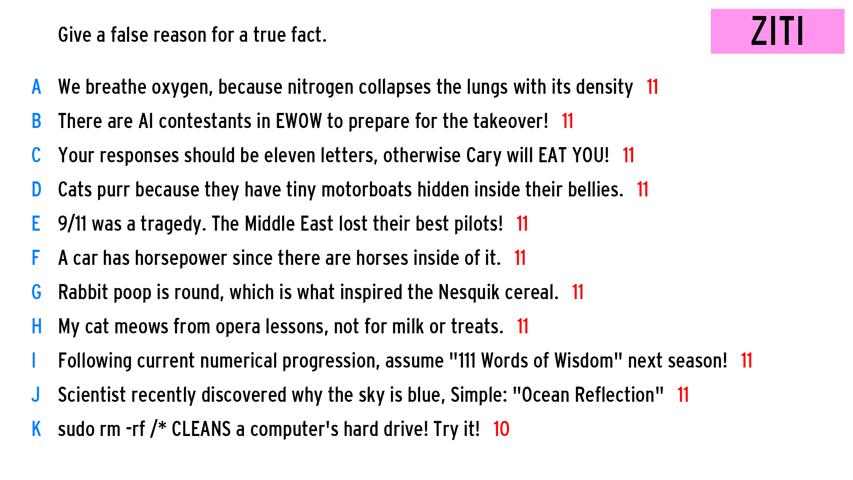 Give a false reason for a true fact.
ZITI
A We breathe oxygen, because nitrogen collapses the lungs with its density 11
B There are AI contestants in EWOW to prepare for the takeover! 11
C Your responses should be eleven letters, otherwise Cary will EAT YOU! 11
D Cats purr because they have tiny motorboats hidden inside their bellies. 11
E 9/11 was a tragedy. The Middle East lost their best pilots! 11
F A car has horsepower since there are horses inside of it. 11
G Rabbit poop is round, which is what inspired the Nesquik cereal. 11
H My cat meows from opera lessons, not for milk or treats. 11
I Following current numerical progression, assume "111 Words of Wisdom" next season! 11
J Scientist recently discovered why the sky is blue, Simple: "Ocean Reflection" 11
K sudo rm -rf /* CLEANS a computer's hard drive! Try it! 10